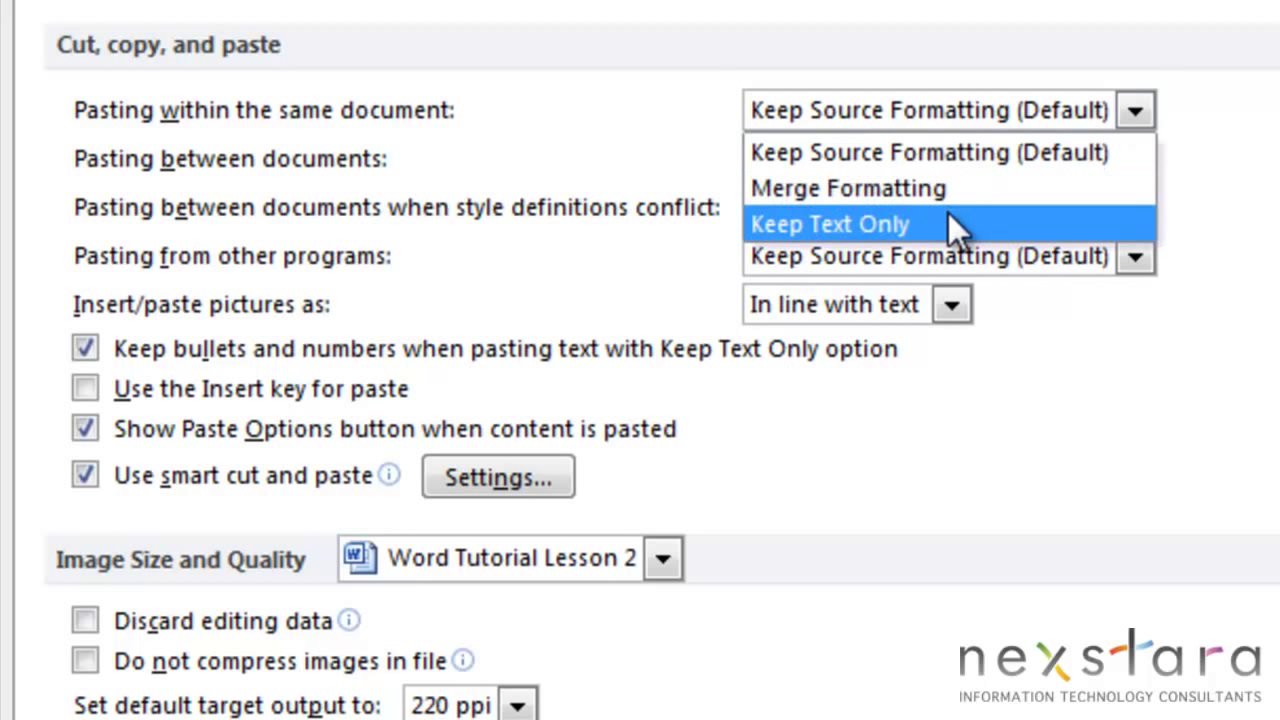 Cut, copy, and paste
Pasting within the same document: Keep Source Formatting (Default)
Keep Source Formatting (Default)
Pasting between documents:
Merge Formatting
Pasting between documents when style definitions conflict:
Keep Text Only
Pasting from other programs: Keep Source Formatting (Default)
Insert/paste pictures as: In line with text
Keep bullets and numbers when pasting text with Keep Text Only option
Use the Insert key for paste
Show Paste Options button when content is pasted
Use smart cut and paste Settings...
Image Size and Quality Word Tutorial Lesson 2
Discard editing data
Do not compress images in file
Set default target output to: 220 ppi
nexstara
INFORMATION TECHNOLOGY CONSULTANTS